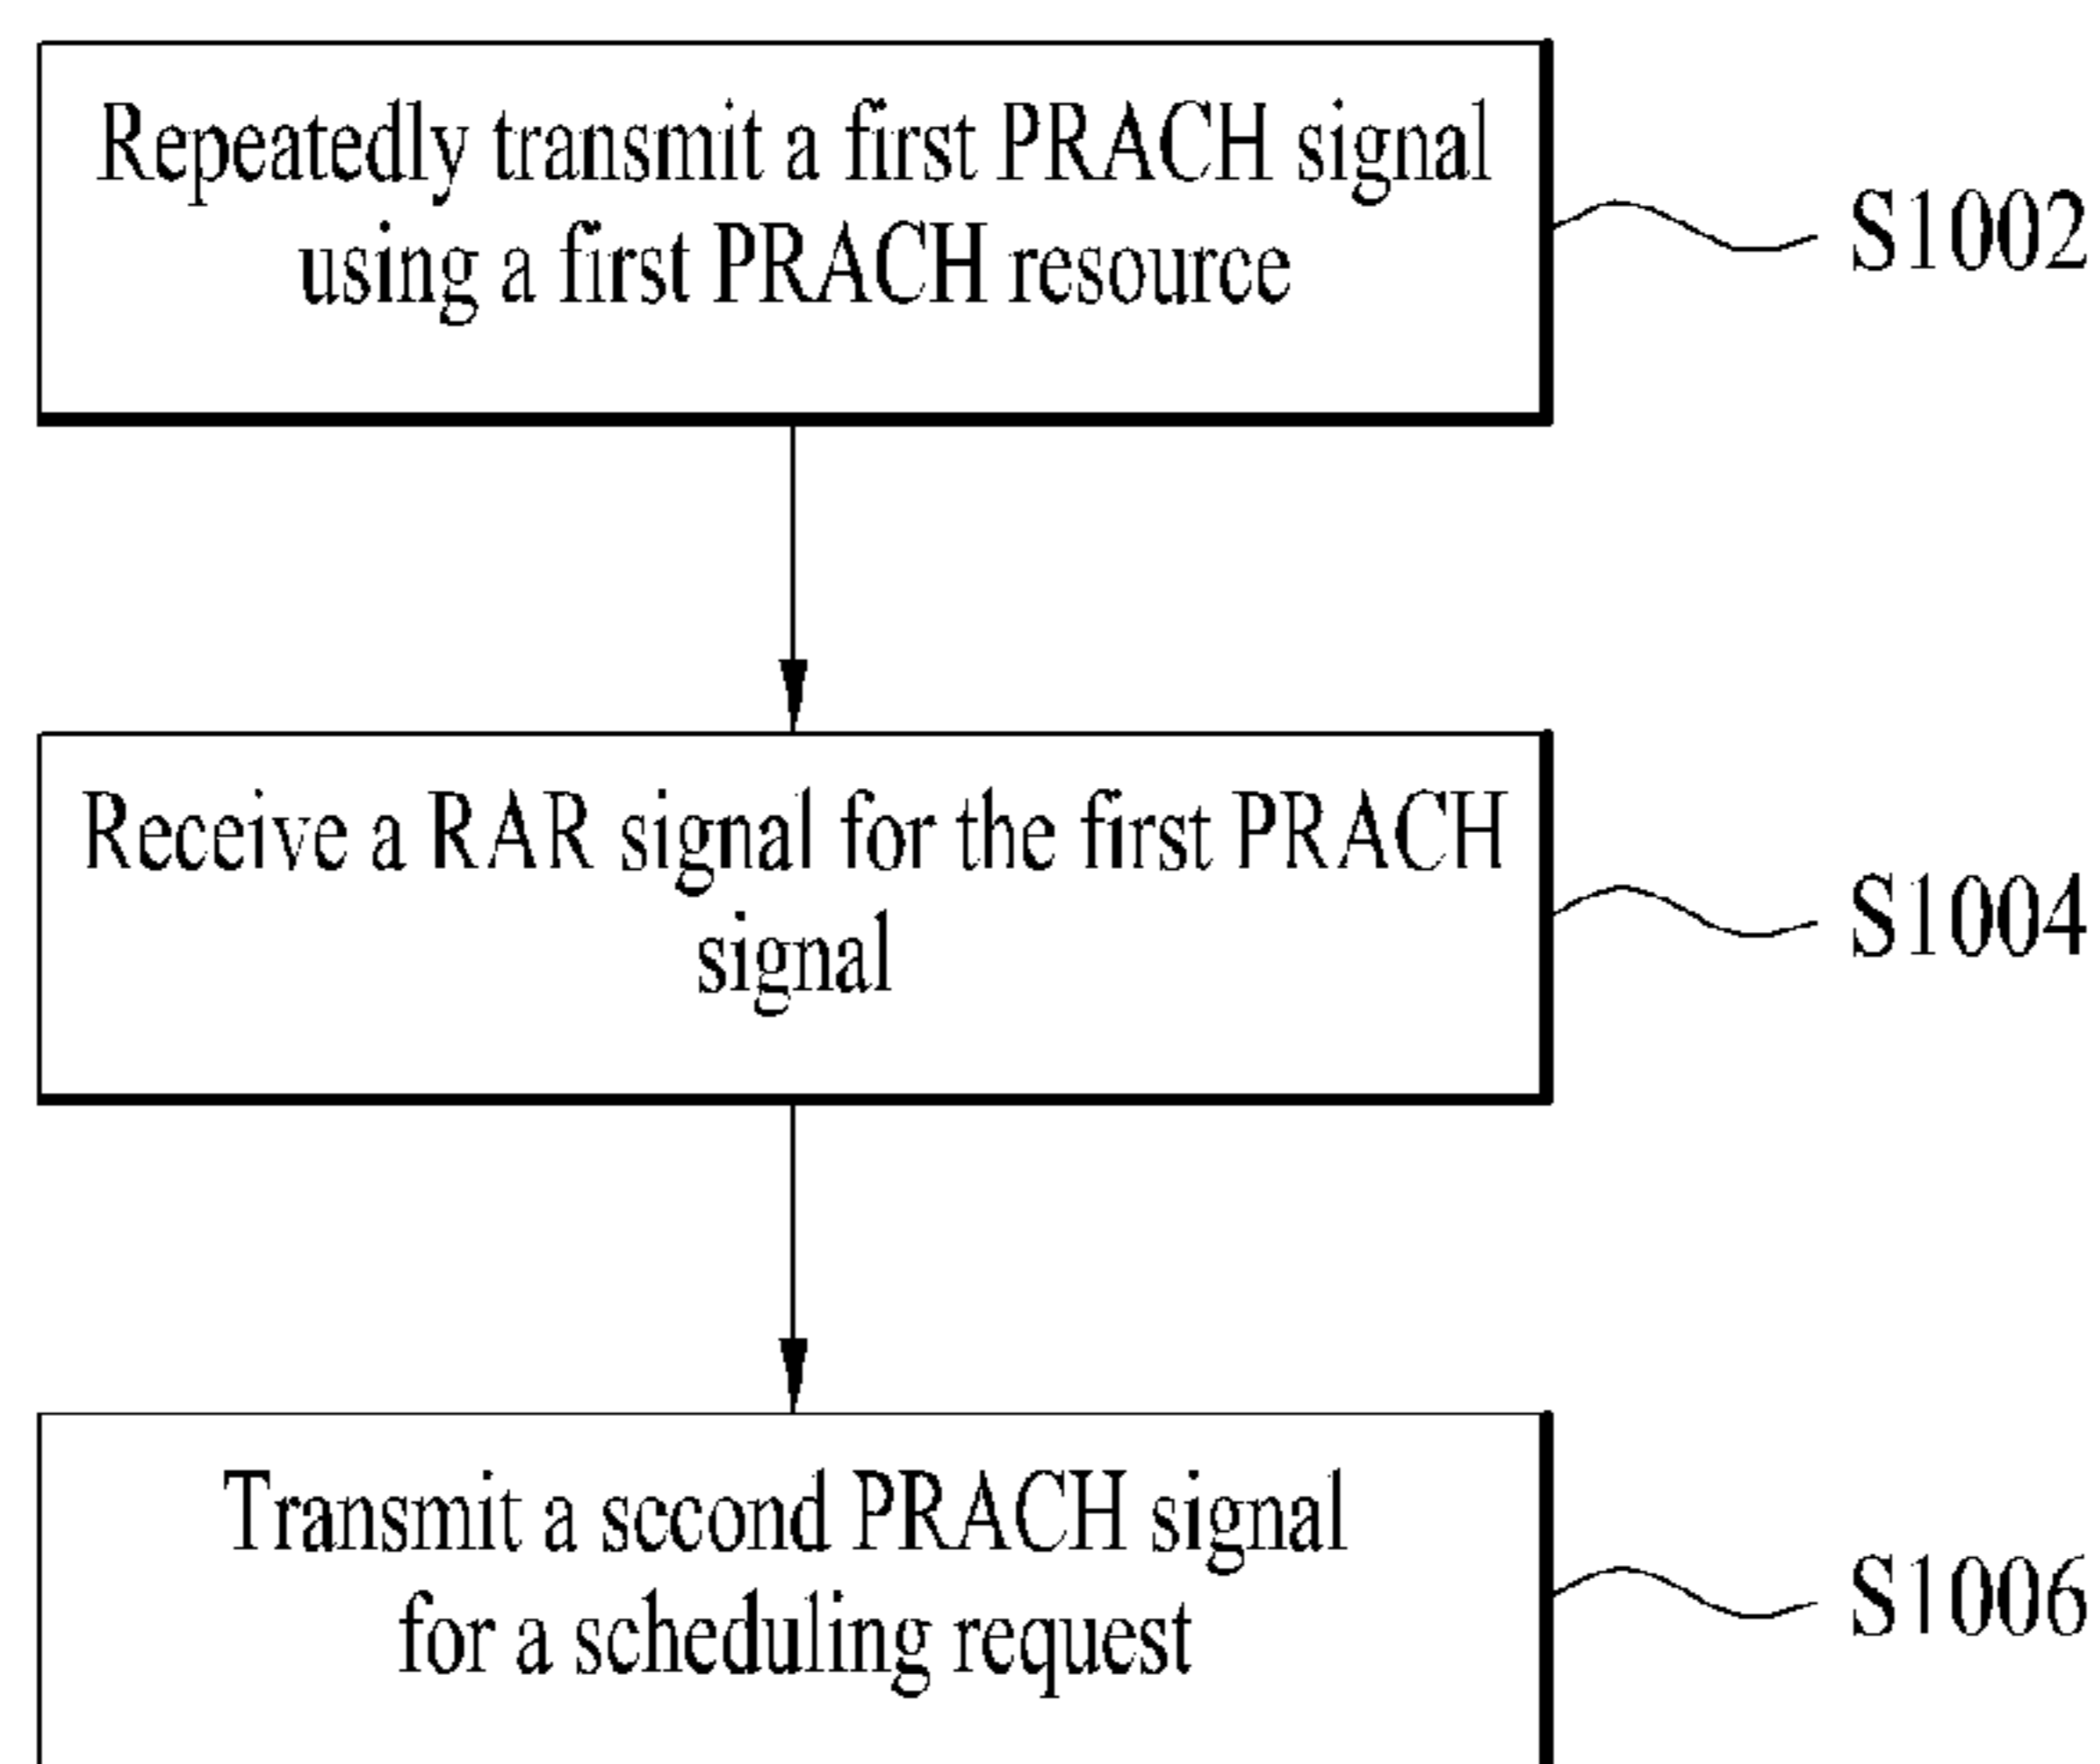 Repeatedly transmit a first PRACH signal
using a first PRACH resource
S1002
Receive a RAR signal for the first PRACH
signal
S1004
Transmit a second PRACH signal
for a scheduling request
S1006